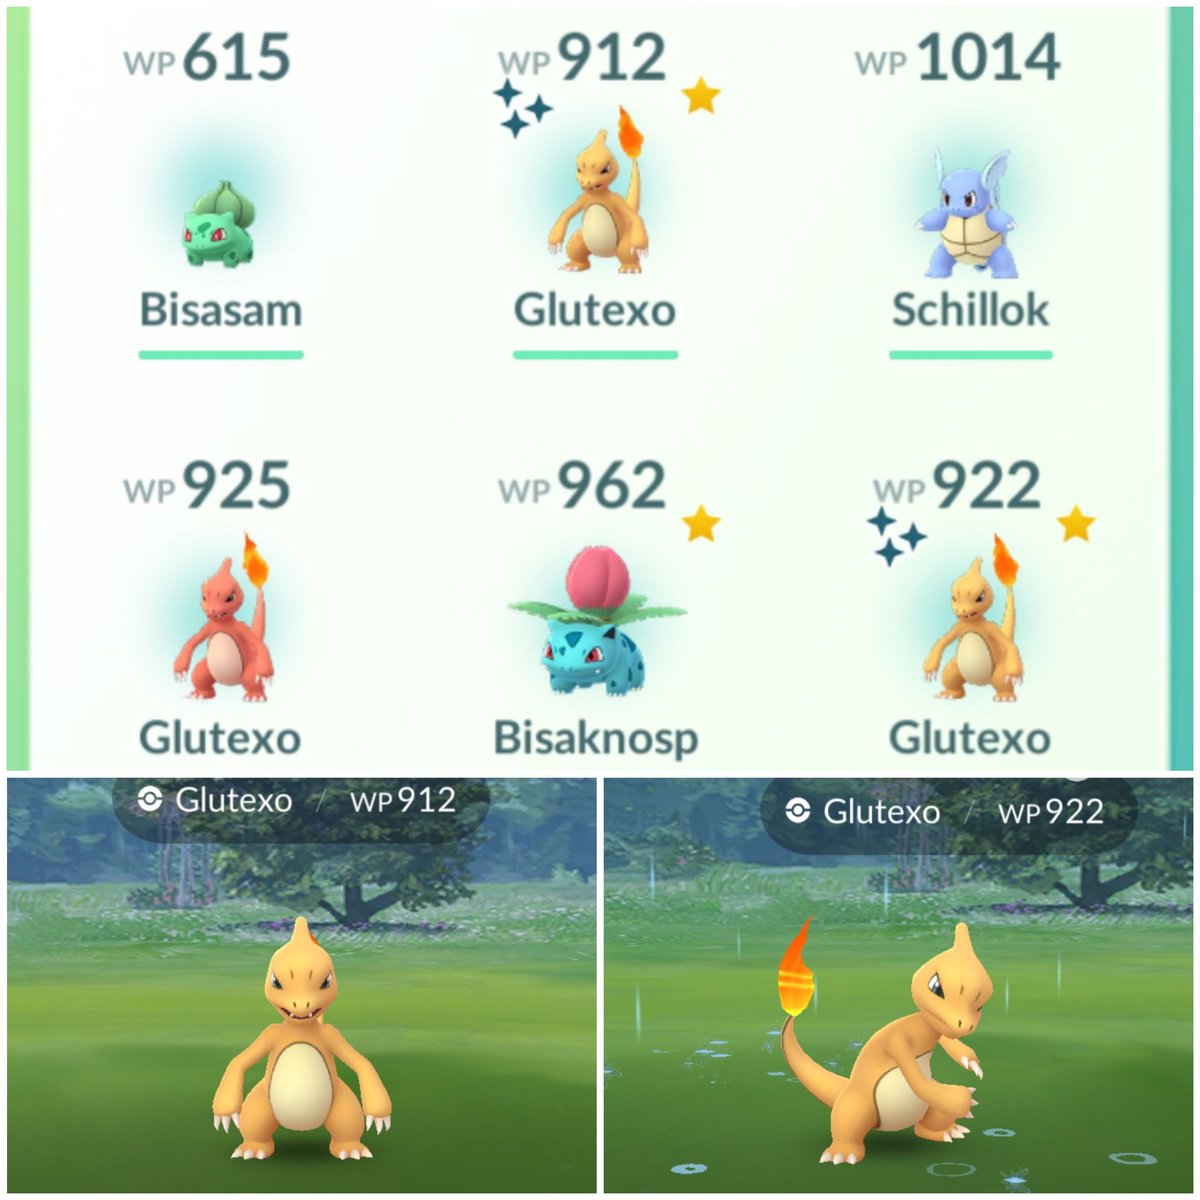 WP 615
WP 912
WP 1014
Bisasam
Glutexo
Schillok
WP 925
WP 962
WP 922
Glutexo
Bisaknosp
Glutexo
Glutexo / WP 912
Glutexo / WP 922